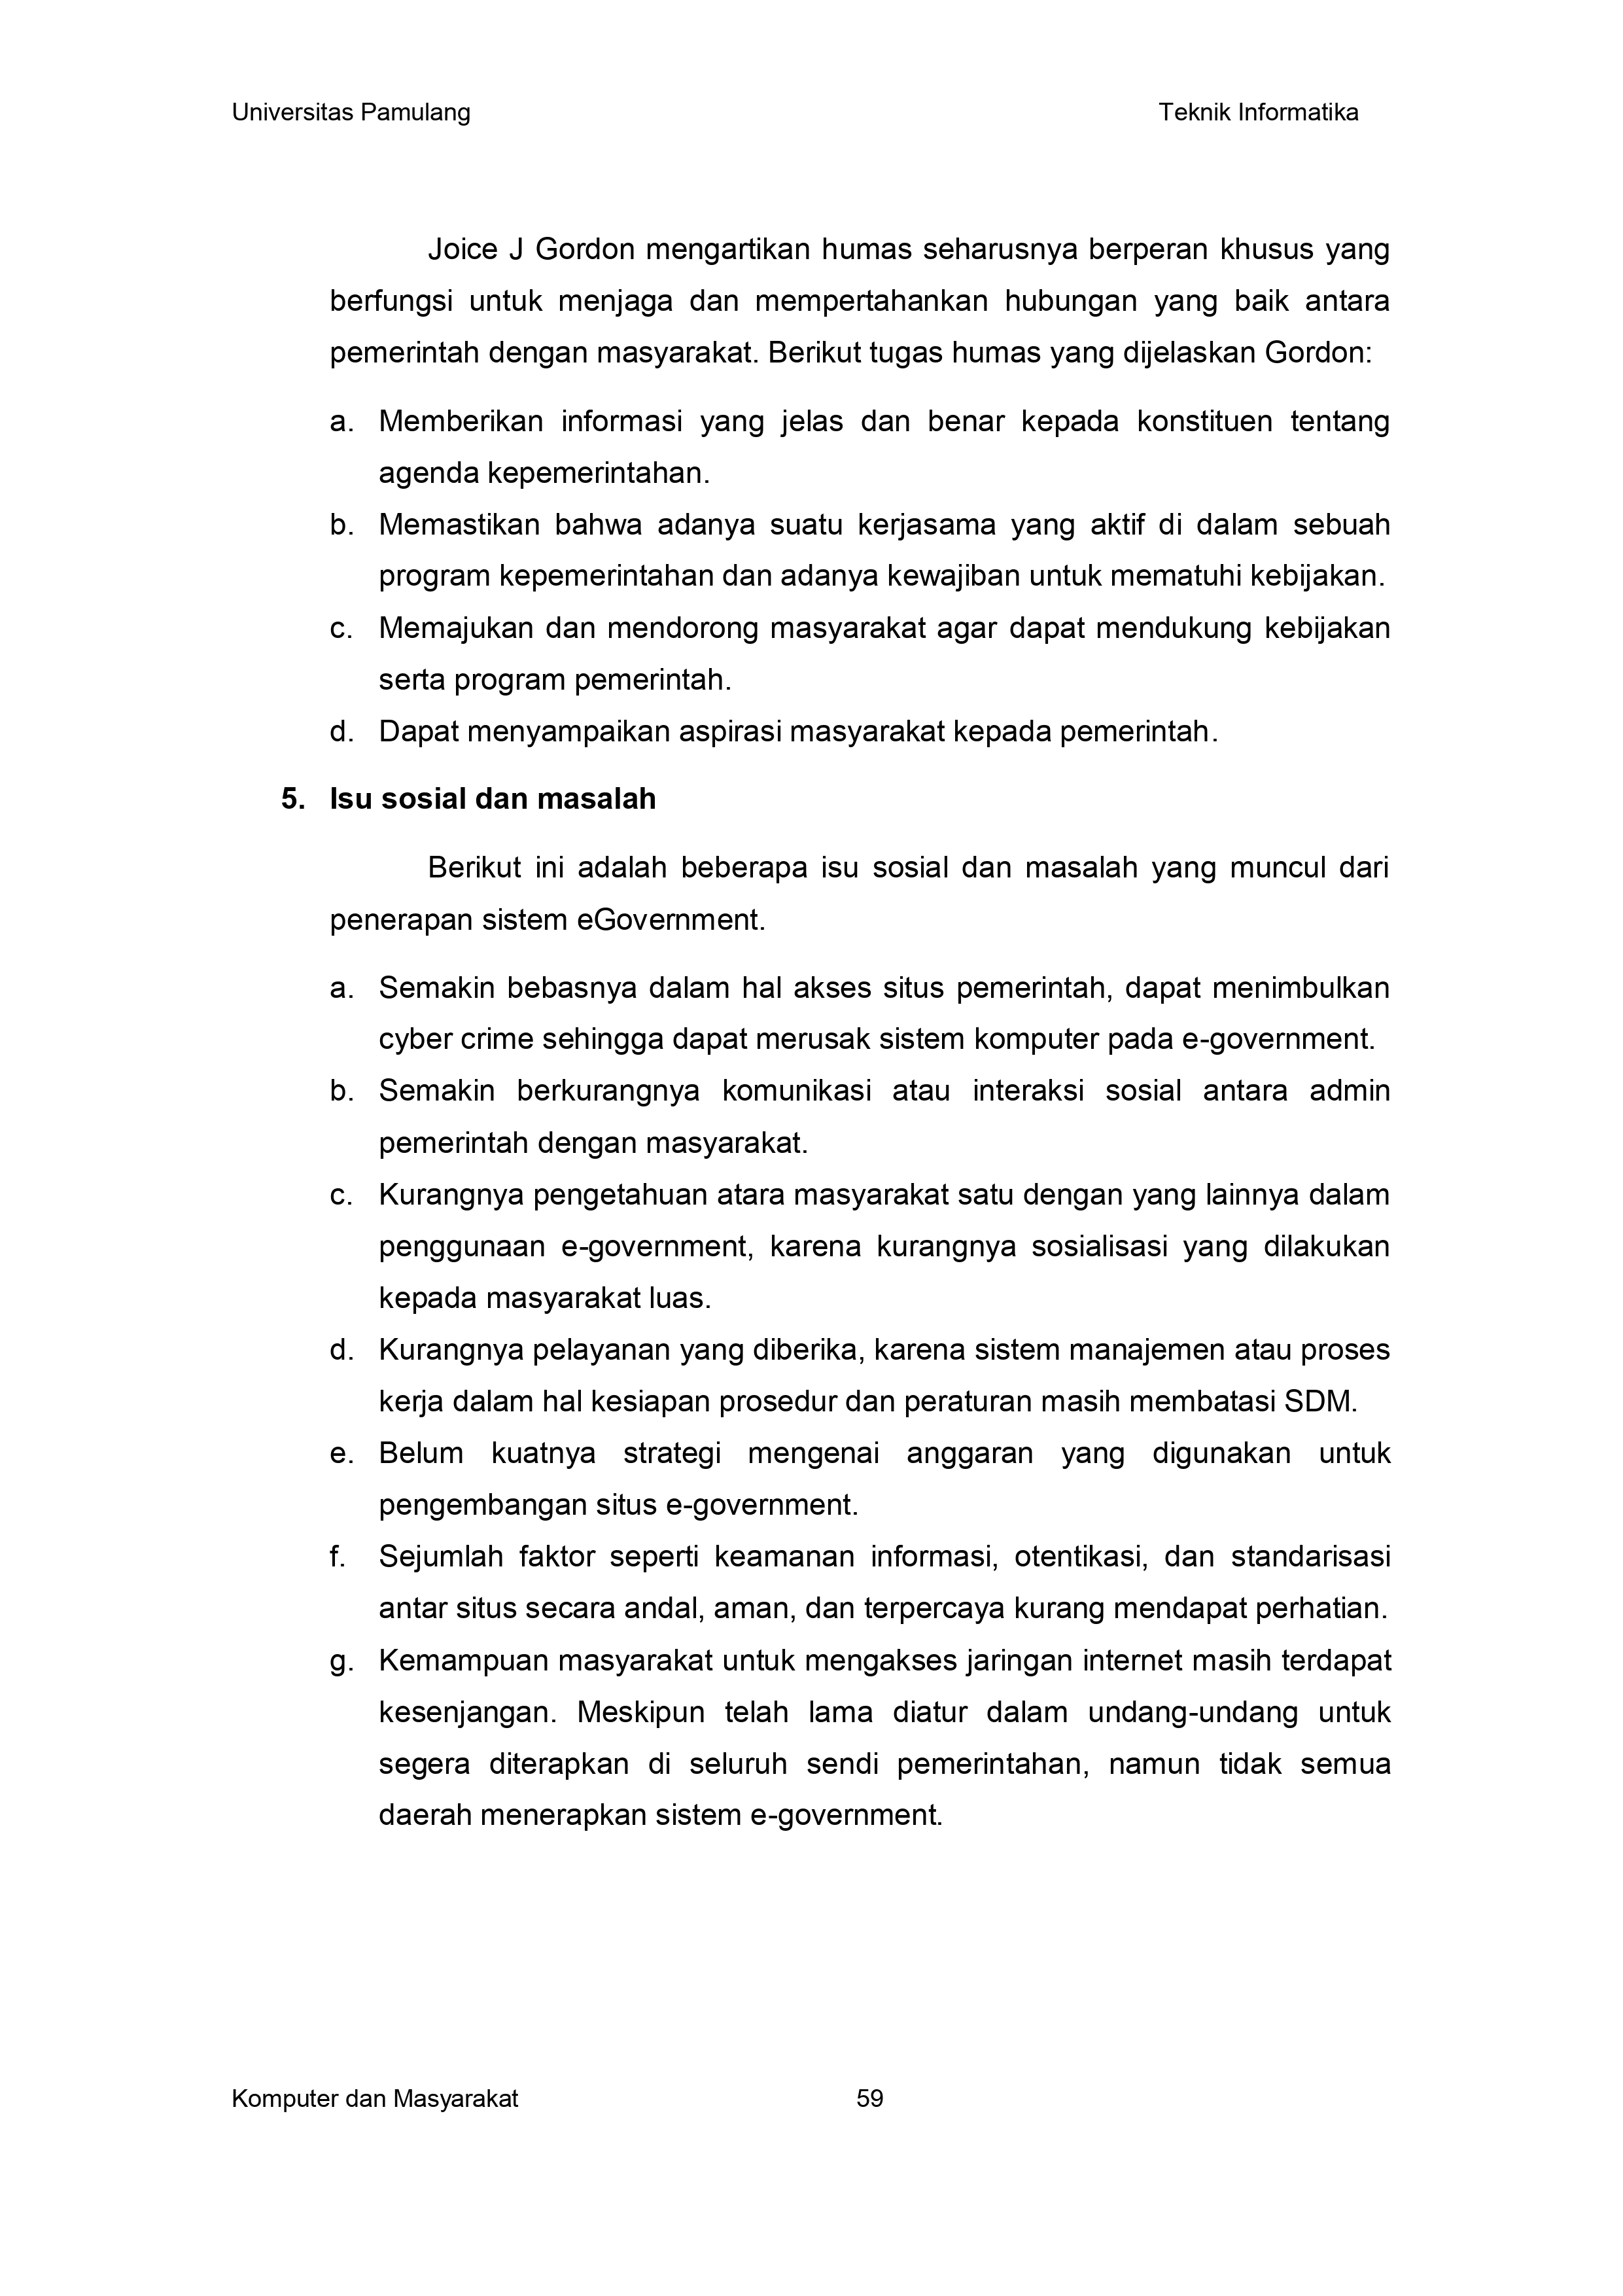 Universitas Pamulang Teknik Informatika
Joice J Gordon mengartikan humas seharusnya berperan khusus yang
berfungsi untuk menjaga dan mempertahankan hubungan yang baik antara
pemerintah dengan masyarakat. Berikut tugas humas yang dijelaskan Gordon:
a. Memberikan informasi yang jelas dan benar kepada konstituen tentang
agenda kepemerintahan.
b. Memastikan bahwa adanya suatu kerjasama yang aktif di dalam sebuah
program kepemerintahan dan adanya kewajiban untuk mematuhi kebijakan.
c. Memajukan dan mendorong masyarakat agar dapat mendukung kebijakan
serta program pemerintah.
d. Dapat menyampaikan aspirasi masyarakat kepada pemerintah.
5. Isu sosial dan masalah
Berikut ini adalah beberapa isu sosial dan masalah yang muncul dari
penerapan sistem eGovernment.
a. Semakin bebasnya dalam hal akses situs pemerintah, dapat menimbulkan
cyber crime sehingga dapat merusak sistem komputer pada e-government.
b. Semakin berkurangnya komunikasi atau interaksi sosial antara admin
pemerintah dengan masyarakat.
c. Kurangnya pengetahuan atara masyarakat satu dengan yang lainnya dalam
penggunaan e-government, karena kurangnya sosialisasi yang dilakukan
kepada masyarakat luas.
d. Kurangnya pelayanan yang diberika, karena sistem manajemen atau proses
kerja dalam hal kesiapan prosedur dan peraturan masih membatasi SDM.
e. Belum kuatnya strategi mengenai anggaran yang digunakan untuk
pengembangan situs e-government.
f. Sejumlah faktor seperti keamanan informasi, otentikasi, dan standarisasi
antar situs secara andal, aman, dan terpercaya kurang mendapat perhatian.
g. Kemampuan masyarakat untuk mengakses jaringan internet masih terdapat
kesenjangan. Meskipun telah lama diatur dalam undang-undang untuk
segera diterapkan di seluruh sendi pemerintahan, namun tidak semua
daerah menerapkan sistem e-government.
Komputer dan Masyarakat 59